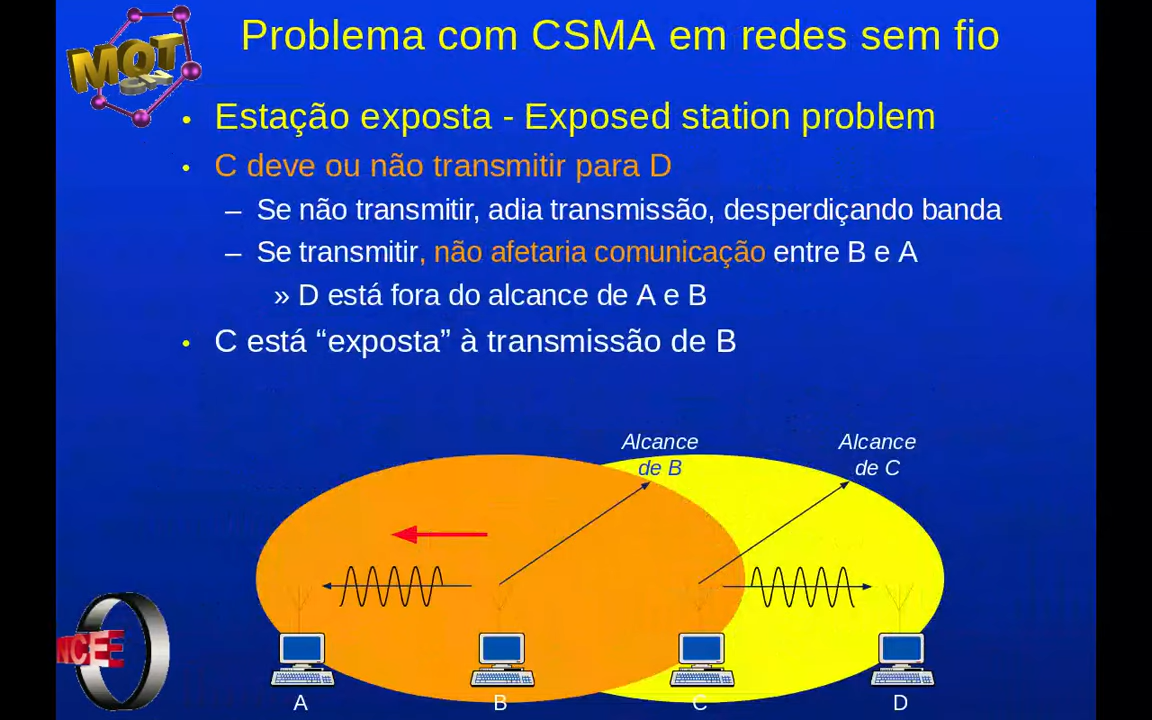 MQT
Problema com CSMA em redes sem fio
• Estação exposta - Exposed station problem
• C deve ou não transmitir para D
– Se não transmitir, adia transmissão, desperdiçando banda
– Se transmitir, não afetaria comunicação entre B e A
» D está fora do alcance de A e B
• C está “exposta” à transmissão de B
Alcance
de B
Alcance
de C
A B C D